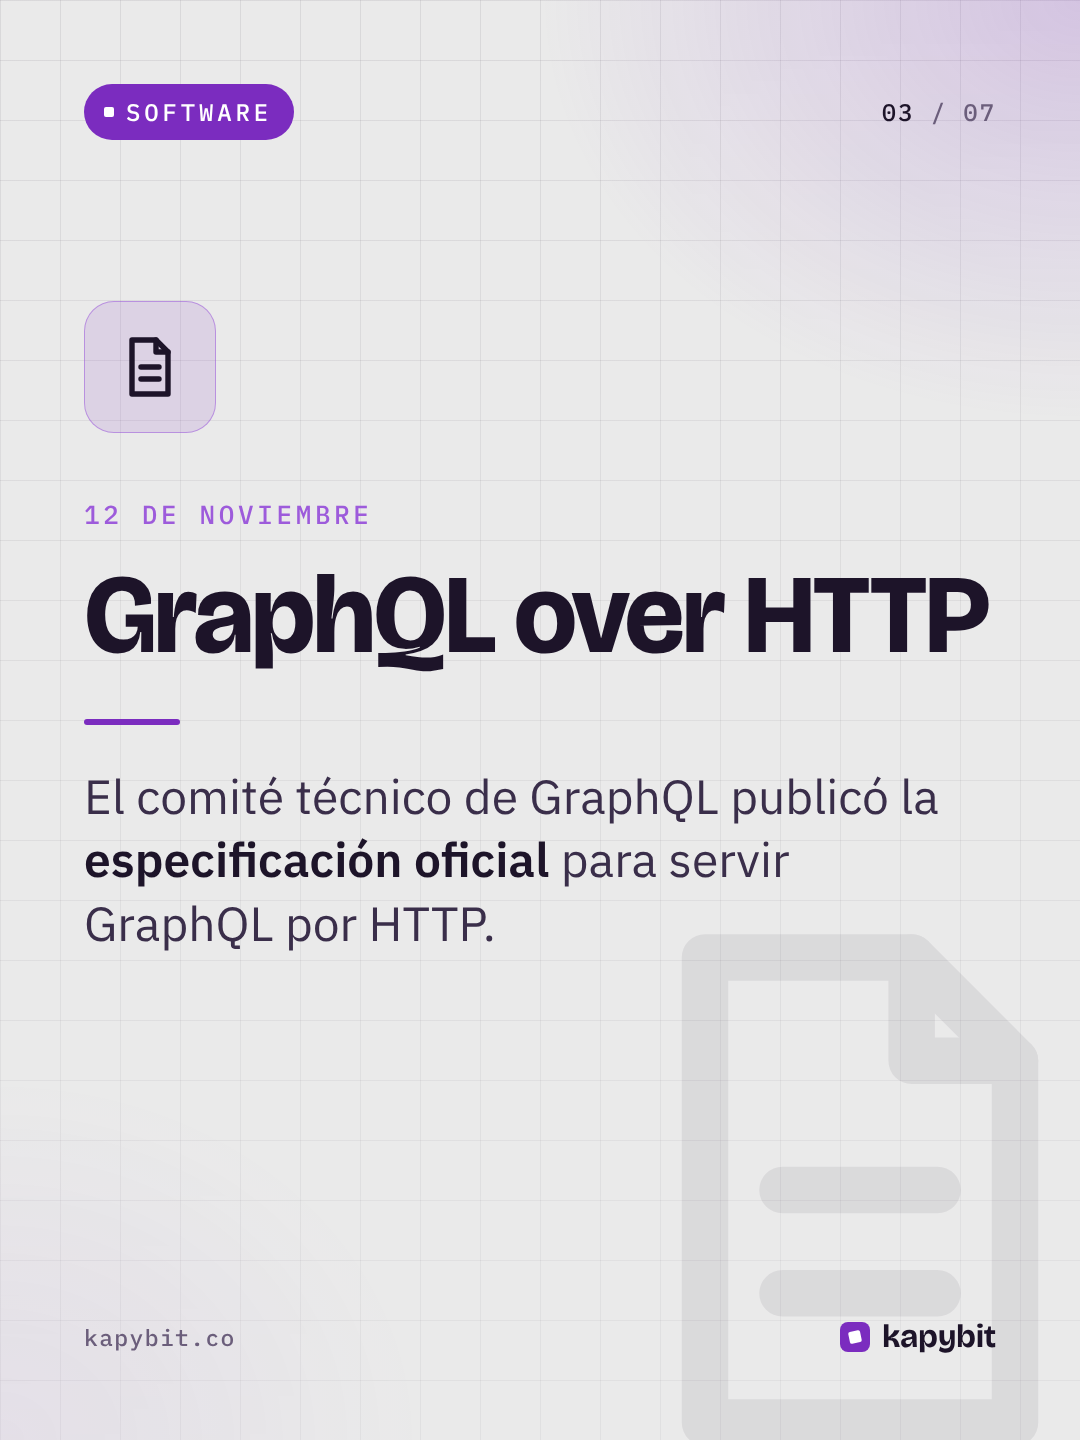 SOFTWARE
03 / 07
12 DE NOVIEMBRE
GraphQL over HTTP
El comité técnico de GraphQL publicó la
especificación oficial para servir
GraphQL por HTTP.
kapybit.co
kapybit